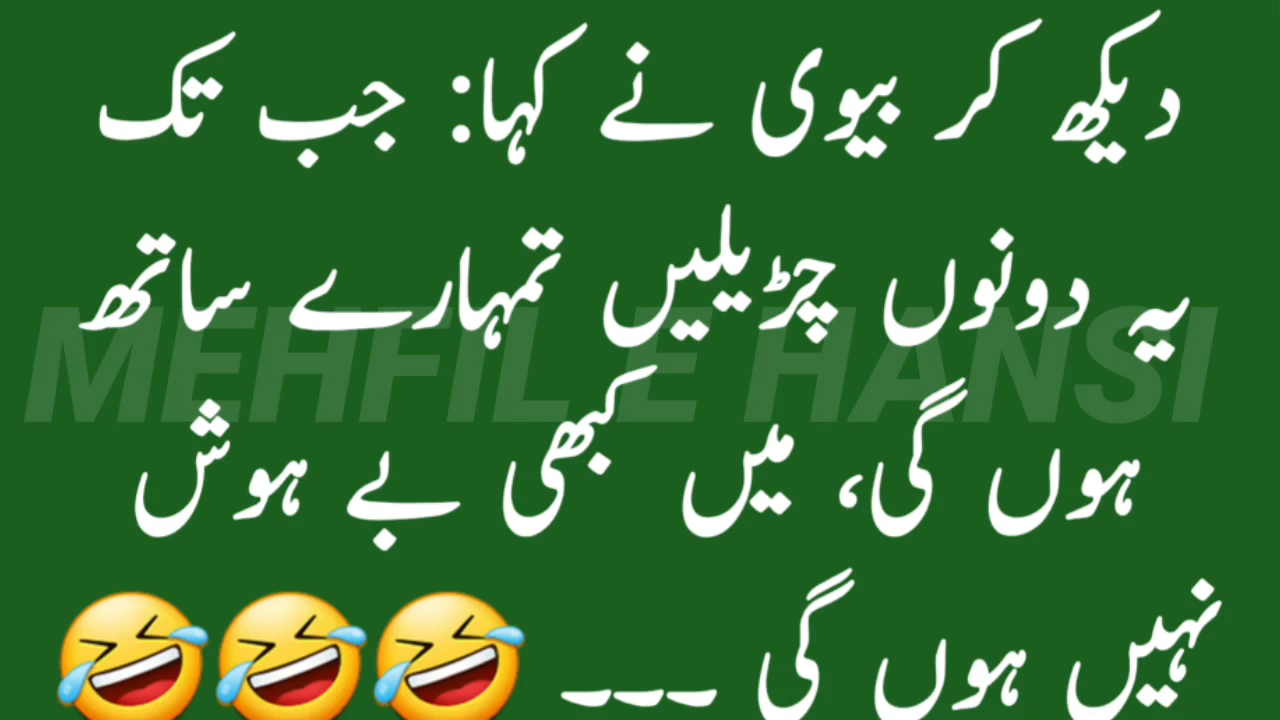 دیکھ کر بیوی نے کہا: جب تک
یہ دونوں چڑیلیں تمہارے ساتھ
MEHFIL E HANSI
ہوں گی، میں کبھی بے ہوش
نہیں ہوں گی ۔۔۔ 🤣🤣🤣